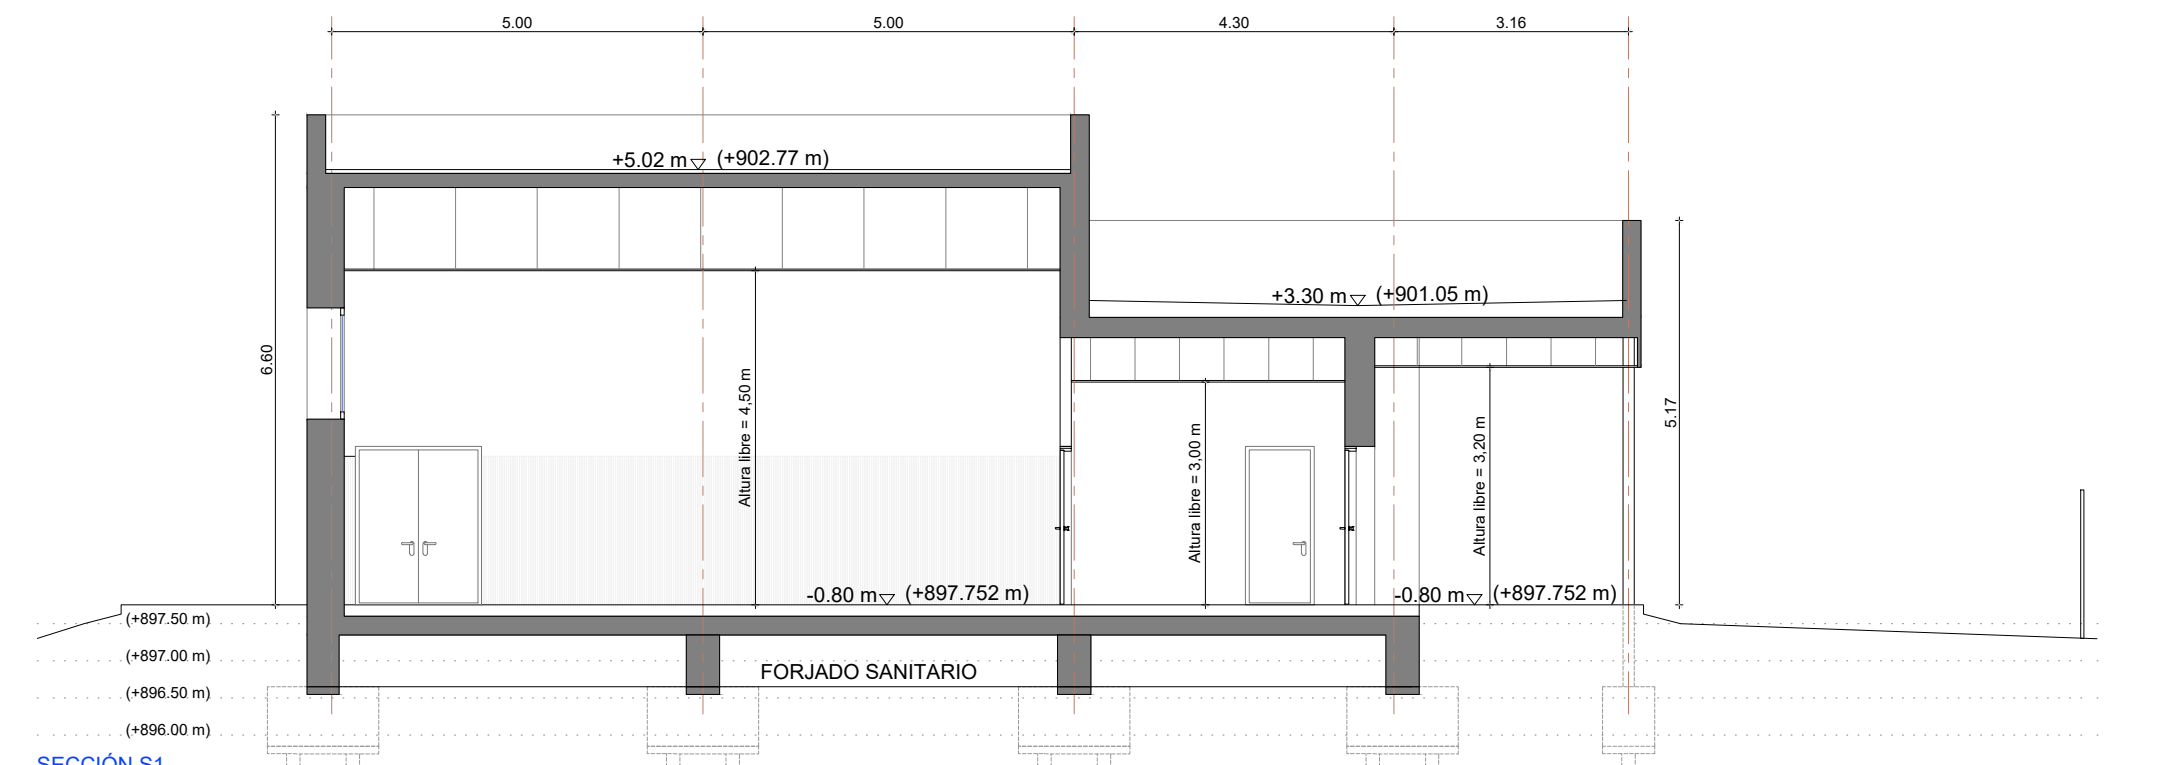 5.00 5.00 4.30 3.16
+5.02 m (+902.77 m)
+3.30 m (+901.05 m)
6.60
Altura libre = 4,50 m
Altura libre = 3,00 m
Altura libre = 3,20 m
5.17
-0.80 m (+897.752 m)
-0.80 m (+897.752 m)
(+897.50 m)
(+897.00 m)
FORJADO SANITARIO
(+896.50 m)
(+896.00 m)
SECCIÓN S1